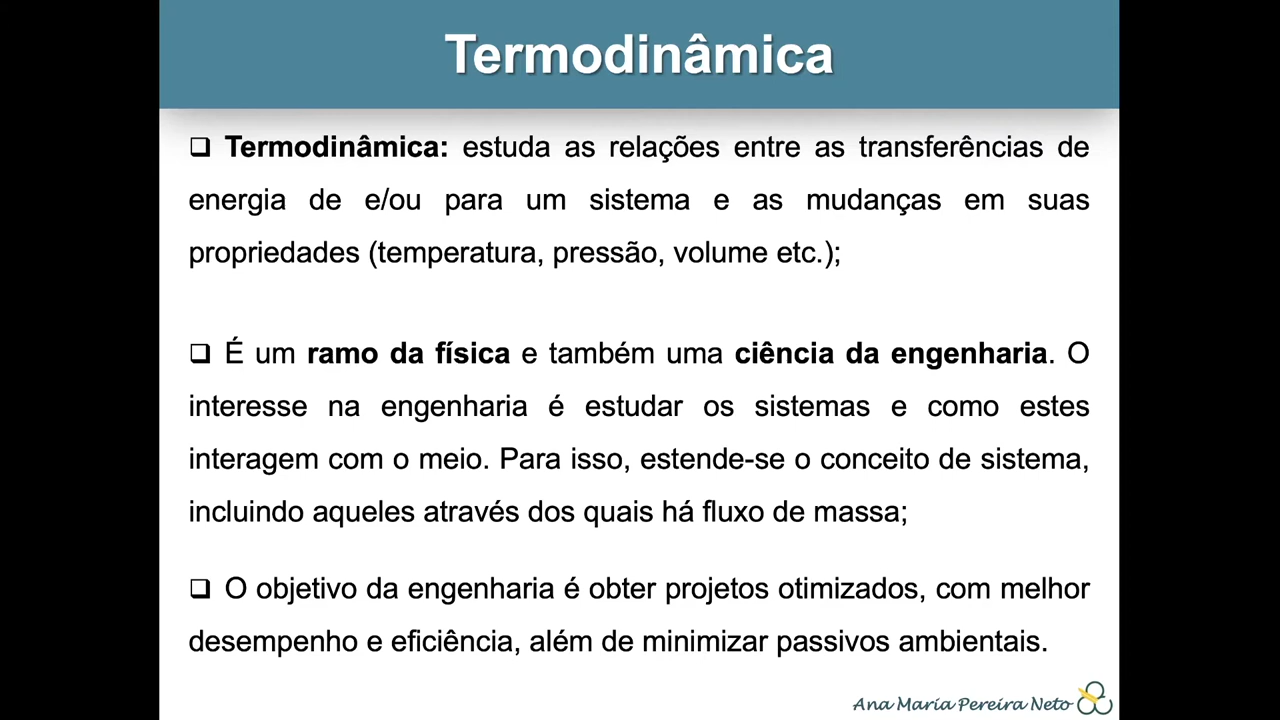 Termodinâmica
❑ Termodinâmica: estuda as relações entre as transferências de
energia de e/ou para um sistema e as mudanças em suas
propriedades (temperatura, pressão, volume etc.);
❑ É um ramo da física e também uma ciência da engenharia. O
interesse na engenharia é estudar os sistemas e como estes
interagem com o meio. Para isso, estende-se o conceito de sistema,
incluindo aqueles através dos quais há fluxo de massa;
❑ O objetivo da engenharia é obter projetos otimizados, com melhor
desempenho e eficiência, além de minimizar passivos ambientais.
Ana Maria Pereira Neto